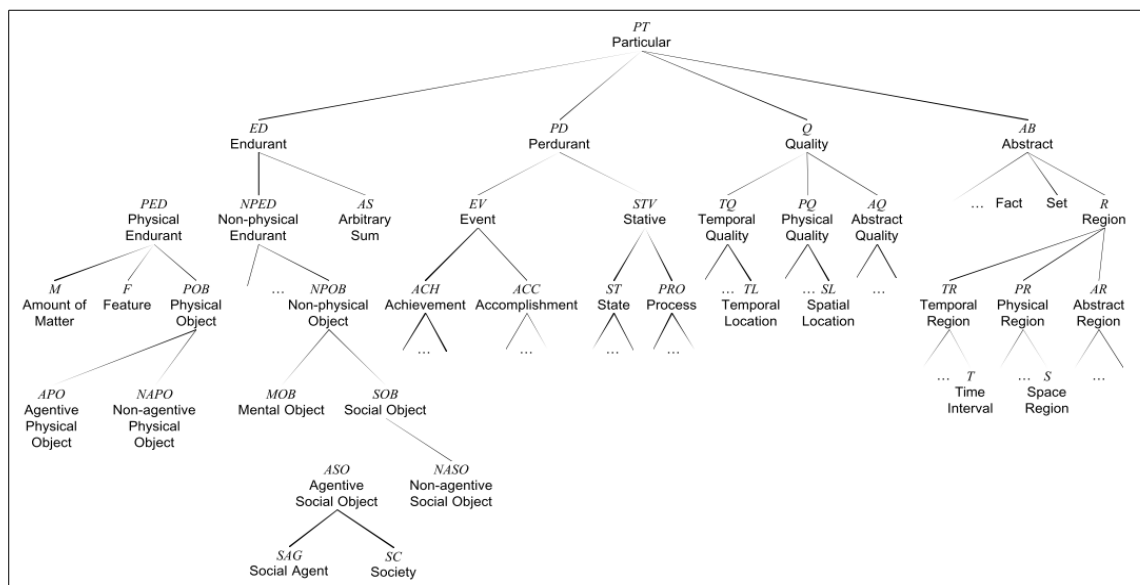 PT
Particular
ED PD Q AB
Endurant Perdurant Quality Abstract
PED NPED AS EV STV TQ PQ AQ … Fact Set R
Physical Non-physical Arbitrary Event Stative Temporal Physical Abstract Region
Endurant Endurant Sum Quality Quality Quality
M F POB … NPOB ACH ACC ST PRO … TL … SL … TR PR AR
Amount of Feature Physical Non-physical Achievement Accomplishment State Process Temporal Spatial Temporal Physical Abstract
Matter Object Object Location Location Region Region Region
… … … …
… T … S …
Time Space
Interval Region
APO NAPO MOB SOB
Agentive Non-agentive Mental Object Social Object
Physical Physical
Object Object
ASO NASO
Agentive Non-agentive
Social Object Social Object
SAG SC
Social Agent Society